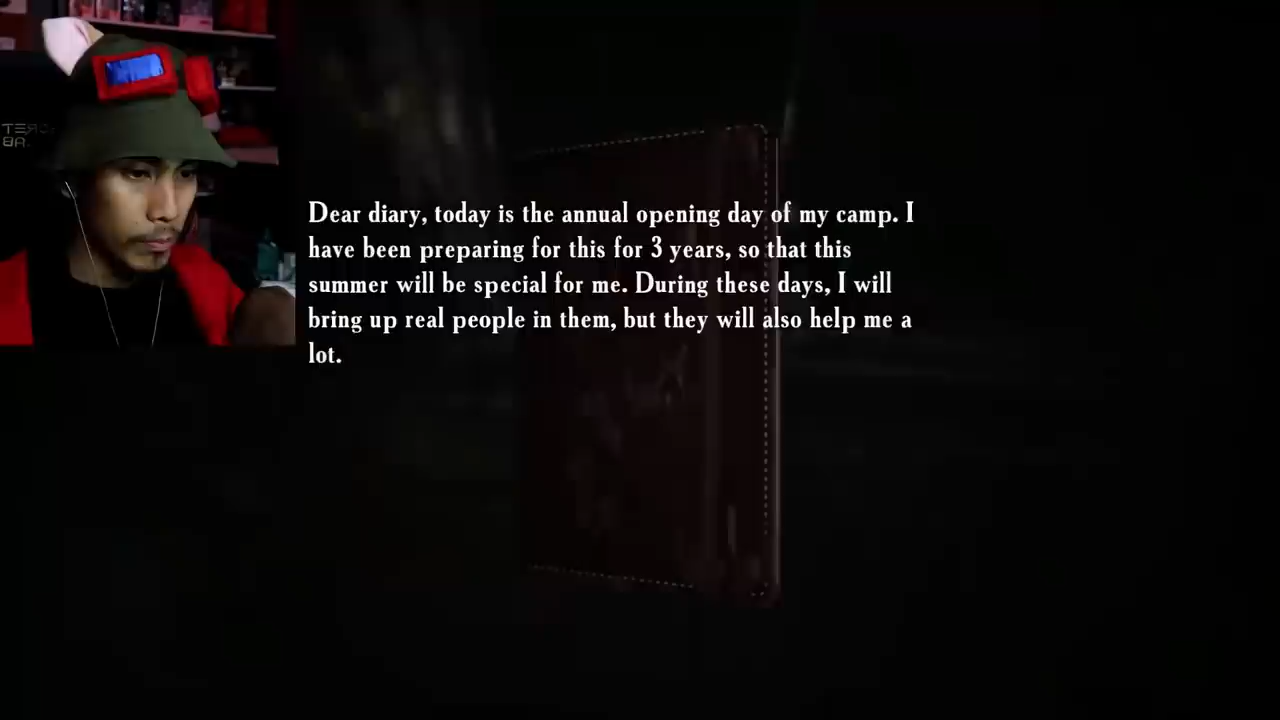 Dear diary, today is the annual opening day of my camp. I
have been preparing for this for 3 years, so that this
summer will be special for me. During these days, I will
bring up real people in them, but they will also help me a
lot.